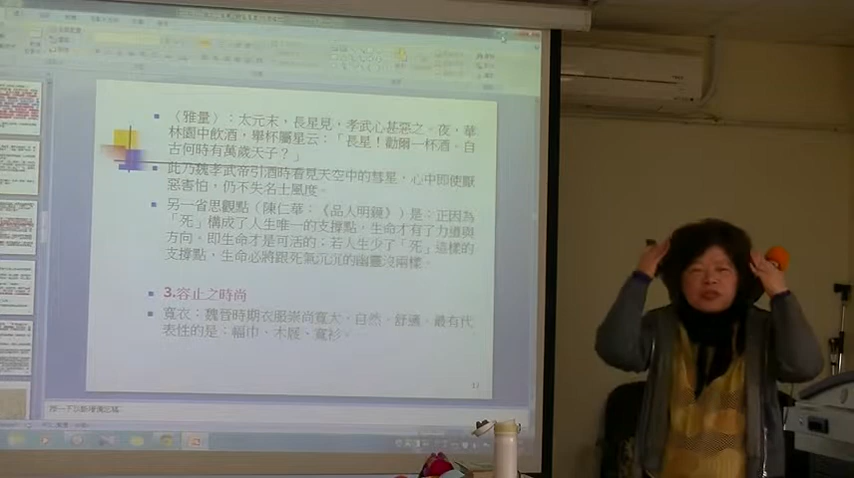 〈雅量〉：太元末，長星見，孝武心甚惡之。夜，華
林園中飲酒，舉杯屬星云：「長星！勸爾一杯酒。自
古何時有萬歲天子？」
此乃魏孝武帝引酒時看見天空中的彗星，心中即使厭
惡害怕，仍不失名士風度。
另一省思觀點（陳仁華：《品人明鏡》）是：正因為
「死」構成了人生唯一的支撐點，生命才有了力道與
方向。即生命才是可活的；若人生少了「死」這樣的
支撐點，生命必將跟死氣沉沉的幽靈沒兩樣。
3.容止之時尚
寬衣：魏晉時期衣服崇尚寬大、自然、舒適，最有代
表性的是：幅巾、木屐、寬衫。